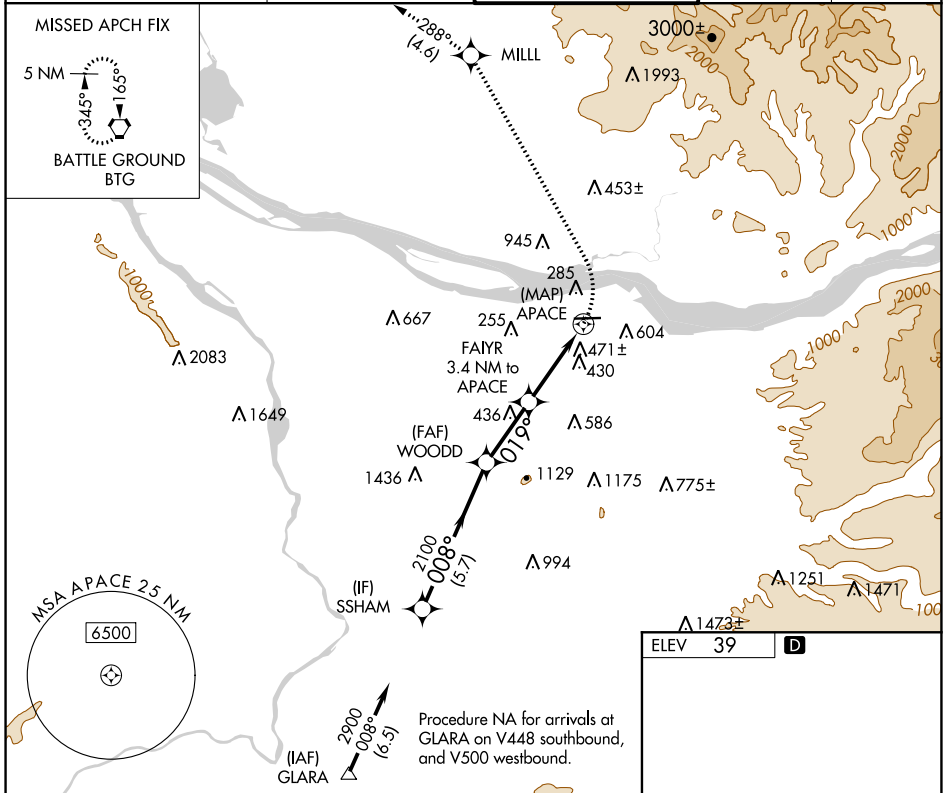 MISSED APCH FIX
5 NM
345°
165°
BATTLE GROUND
BTG
288°
(4.6)
MILLL
3000±
2000
1993
2000
1000
453±
945
285
(MAP)
APACE
667
255
604
471±
430
FAIYR
3.4 NM to
APACE
1000
2083
1649
436
586
(FAF)
WOODD
019°
1436
1129
1175
775±
2000
1000
2100
008°
(5.7)
994
(IF)
SSHAM
1251
1471
100
1473±
MSA APACE 25 NM
6500
ELEV 39 D
2900
008°
(6.5)
(IAF)
GLARA
Procedure NA for arrivals at
GLARA on V448 southbound,
and V500 westbound.